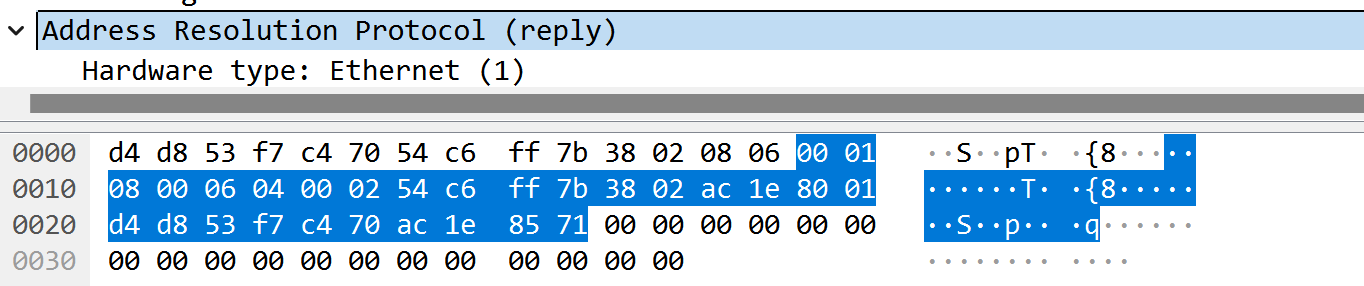 Address Resolution Protocol (reply)
Hardware type: Ethernet (1)
0000 d4 d8 53 f7 c4 70 54 c6 ff 7b 38 02 08 06 00 01 ··S··pT· ·{8·····
0010 08 00 06 04 00 02 54 c6 ff 7b 38 02 ac 1e 80 01 ······T· ·{8·····
0020 d4 d8 53 f7 c4 70 ac 1e 85 71 00 00 00 00 00 00 ··S··p·· ·q······
0030 00 00 00 00 00 00 00 00 00 00 00 00 ········ ····